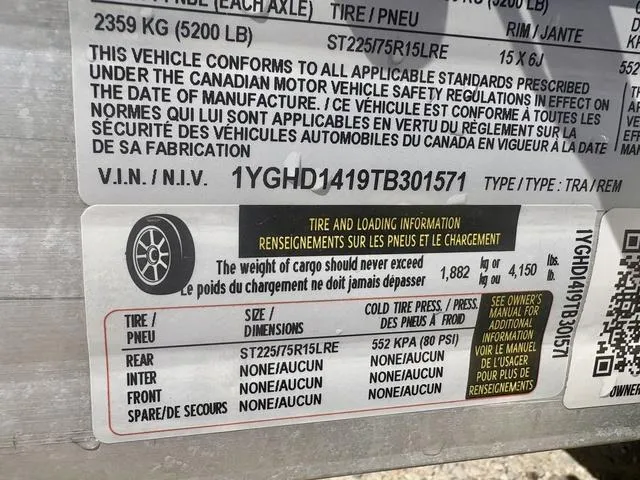 (EACH AXLE) TIRE / PNEU RIM / JANTE
2359 KG (5200 LB) ST225/75R15LRE 15 X 6J 552
THIS VEHICLE CONFORMS TO ALL APPLICABLE STANDARDS PRESCRIBED
UNDER THE CANADIAN MOTOR VEHICLE SAFETY REGULATIONS IN EFFECT ON
THE DATE OF MANUFACTURE. / CE VÉHICULE EST CONFORME À TOUTES LES
NORMES QUI LUI SONT APPLICABLES EN VERTU DU RÈGLEMENT SUR LA
SÉCURITÉ DES VÉHICULES AUTOMOBILES DU CANADA EN VIGUEUR À LA DATE
DE SA FABRICATION
V.I.N. / N.I.V. 1YGHD1419TB301571 TYPE / TYPE : TRA / REM
TIRE AND LOADING INFORMATION
RENSEIGNEMENTS SUR LES PNEUS ET LE CHARGEMENT
The weight of cargo should never exceed
Le poids du chargement ne doit jamais dépasser
1,882 kg or kg ou 4,150 lbs. lb.
1YGHD1419TB301571
TIRE / PNEU SIZE / DIMENSIONS COLD TIRE PRESS. / PRESS. DES PNEUS À FROID
REAR ST225/75R15LRE 552 KPA (80 PSI)
INTER NONE/AUCUN NONE/AUCUN
FRONT NONE/AUCUN NONE/AUCUN
SPARE/DE SECOURS NONE/AUCUN NONE/AUCUN
SEE OWNER'S
MANUAL FOR
ADDITIONAL
INFORMATION
VOIR LE MANUEL
DE L'USAGER
POUR PLUS DE
RENSEIGNEMENTS
OWNER